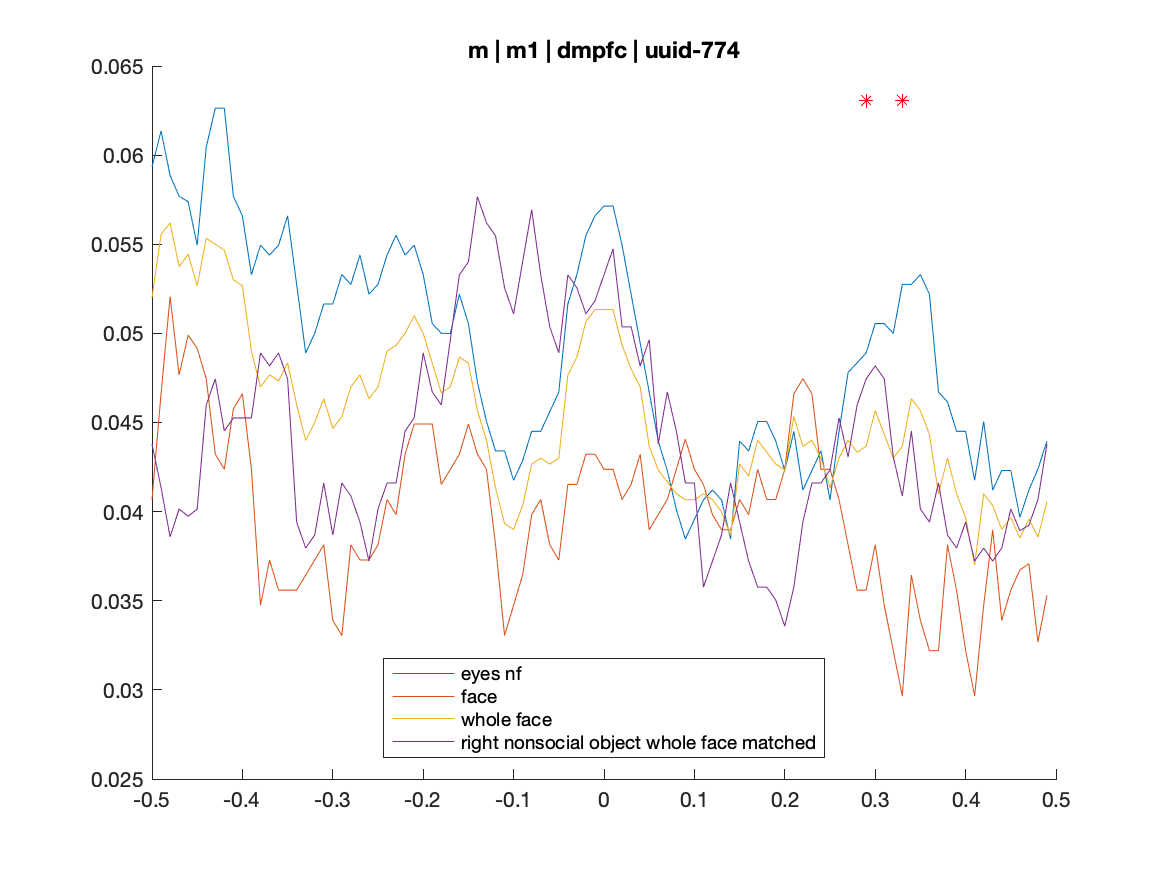 m | m1 | dmpfc | uuid-774
0.065
0.06
0.055
0.05
0.045
0.04
0.035
0.03
0.025
eyes nf
face
whole face
right nonsocial object whole face matched
-0.5 -0.4 -0.3 -0.2 -0.1 0 0.1 0.2 0.3 0.4 0.5